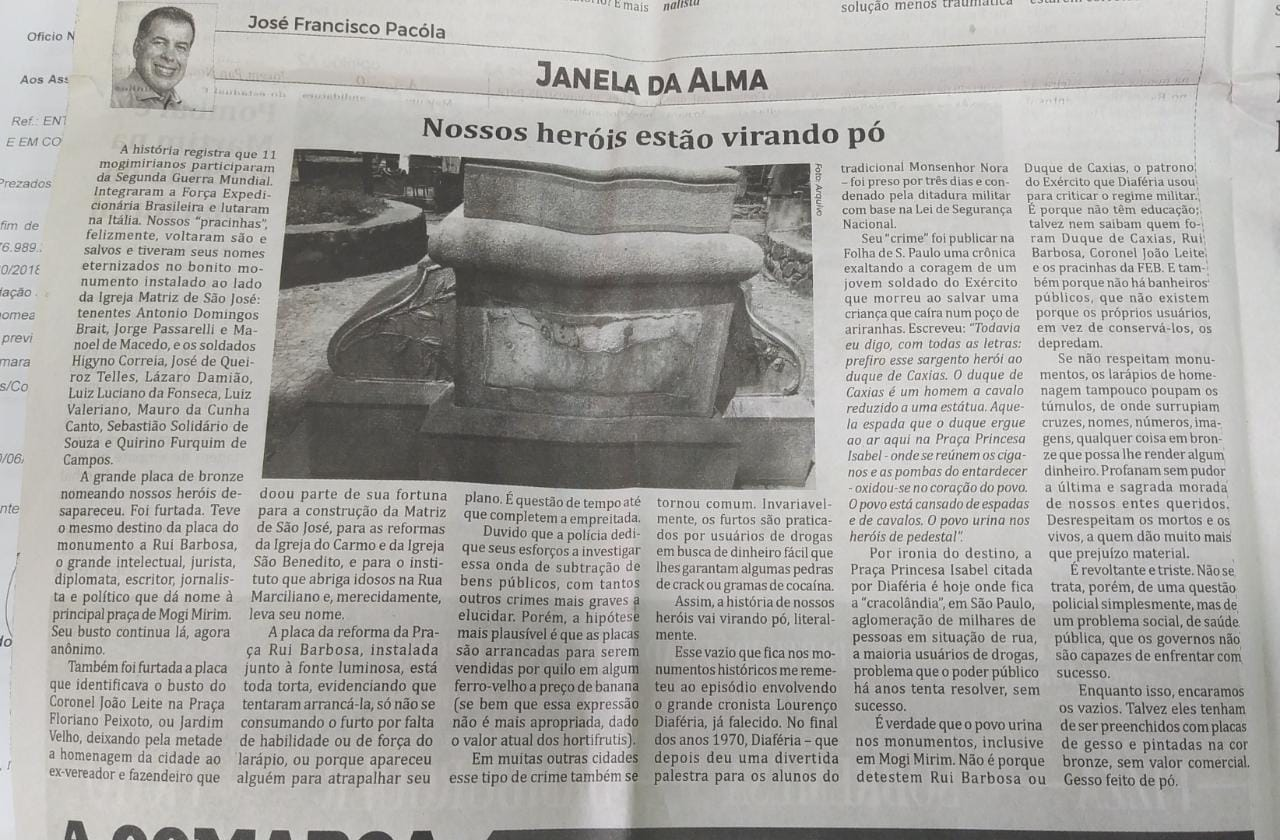 Oficio N
Aos Ass
Ref.: ENT
E EM CO
Prezados
fim de
76.989.
0/2018
iação
omea
previ
mara
s/Co
0/06/
nte
É mais nalista
solução menos traumática
José Francisco Pacóla
JANELA DA ALMA
Nossos heróis estão virando pó
A história registra que 11
mogimirianos participaram
da Segunda Guerra Mundial.
Integraram a Força Expedi-
cionária Brasileira e lutaram
na Itália. Nossos “pracinhas”,
felizmente, voltaram são e
salvos e tiveram seus nomes
eternizados no bonito mo-
numento instalado ao lado
da Igreja Matriz de São José:
tenentes Antonio Domingos
Brait, Jorge Passarelli e Ma-
noel de Macedo, e os soldados
Higyno Correia, José de Quei-
roz Telles, Lázaro Damião,
Luiz Luciano da Fonseca, Luiz
Valeriano, Mauro da Cunha
Canto, Sebastião Solidário de
Souza e Quirino Furquim de
Campos.
A grande placa de bronze
nomeando nossos heróis de-
sapareceu. Foi furtada. Teve
o mesmo destino da placa do
monumento a Rui Barbosa,
o grande intelectual, jurista,
diplomata, escritor, jornalis-
ta e político que dá nome à
principal praça de Mogi Mirim.
Seu busto continua lá, agora
anônimo.
Também foi furtada a placa
que identificava o busto do
Coronel João Leite na Praça
Floriano Peixoto, ou Jardim
Velho, deixando pela metade
a homenagem da cidade ao
ex-vereador e fazendeiro que
Foto: Arquivo
doou parte de sua fortuna
para a construção da Matriz
de São José, para as reformas
da Igreja do Carmo e da Igreja
São Benedito, e para o insti-
tuto que abriga idosos na Rua
Marciliano e, merecidamente,
leva seu nome.
A placa da reforma da Pra-
ça Rui Barbosa, instalada
junto à fonte luminosa, está
toda torta, evidenciando que
tentaram arrancá-la, só não se
consumando o furto por falta
de habilidade ou de força do
larápio, ou porque apareceu
alguém para atrapalhar seu
plano. É questão de tempo até
que completem a empreitada.
Duvido que a polícia dedi-
que seus esforços a investigar
essa onda de subtração de
bens públicos, com tantos
outros crimes mais graves a
elucidar. Porém, a hipótese
mais plausível é que as placas
são arrancadas para serem
vendidas por quilo em algum
ferro-velho a preço de banana
(se bem que essa expressão
não é mais apropriada, dado
o valor atual dos hortifrutis).
Em muitas outras cidades
esse tipo de crime também se
tornou comum. Invariavel-
mente, os furtos são pratica-
dos por usuários de drogas
em busca de dinheiro fácil que
lhes garantam algumas pedras
de crack ou gramas de cocaína.
Assim, a história de nossos
heróis vai virando pó, literal-
mente.
Esse vazio que fica nos mo-
numentos históricos me reme-
teu ao episódio envolvendo
o grande cronista Lourenço
Diaféria, já falecido. No final
dos anos 1970, Diaféria – que
depois deu uma divertida
palestra para os alunos do
tradicional Monsenhor Nora
– foi preso por três dias e con-
denado pela ditadura militar
com base na Lei de Segurança
Nacional.
Seu “crime” foi publicar na
Folha de S. Paulo uma crônica
exaltando a coragem de um
jovem soldado do Exército
que morreu ao salvar uma
criança que caíra num poço de
ariranhas. Escreveu: “Todavia
eu digo, com todas as letras:
prefiro esse sargento herói ao
duque de Caxias. O duque de
Caxias é um homem a cavalo
reduzido a uma estátua. Aque-
la espada que o duque ergue
ao ar aqui na Praça Princesa
Isabel - onde se reúnem os ciga-
nos e as pombas do entardecer
- oxidou-se no coração do povo.
O povo está cansado de espadas
e de cavalos. O povo urina nos
heróis de pedestal”.
Por ironia do destino, a
Praça Princesa Isabel citada
por Diaféria é hoje onde fica
a “cracolândia”, em São Paulo,
aglomeração de milhares de
pessoas em situação de rua,
a maioria usuários de drogas,
problema que o poder público
há anos tenta resolver, sem
sucesso.
É verdade que o povo urina
nos monumentos, inclusive
em Mogi Mirim. Não é porque
detestem Rui Barbosa ou
Duque de Caxias, o patrono
do Exército que Diaféria usou
para criticar o regime militar.
É porque não têm educação;
talvez nem saibam quem fo-
ram Duque de Caxias, Rui
Barbosa, Coronel João Leite
e os pracinhas da FEB. E tam-
bém porque não há banheiros
públicos, que não existem
porque os próprios usuários,
em vez de conservá-los, os
depredam.
Se não respeitam monu-
mentos, os larápios de home-
nagem tampouco poupam os
túmulos, de onde surrupiam
cruzes, nomes, números, ima-
gens, qualquer coisa em bron-
ze que possa lhe render algum
dinheiro. Profanam sem pudor
a última e sagrada morada
de nossos entes queridos.
Desrespeitam os mortos e os
vivos, a quem dão muito mais
que prejuízo material.
É revoltante e triste. Não se
trata, porém, de uma questão
policial simplesmente, mas de
um problema social, de saúde
pública, que os governos não
são capazes de enfrentar com
sucesso.
Enquanto isso, encaramos
os vazios. Talvez eles tenham
de ser preenchidos com placas
de gesso e pintadas na cor
bronze, sem valor comercial.
Gesso feito de pó.
A COMARCA